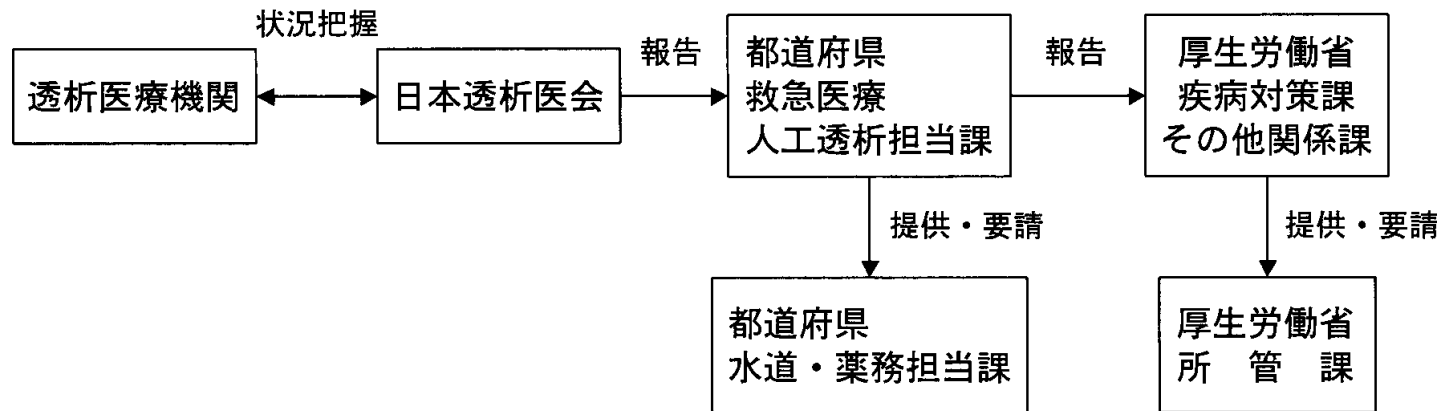 状況把握
透析医療機関
日本透析医会
報告
都道府県
救急医療
人工透析担当課
報告
厚生労働省
疾病対策課
その他関係課
提供・要請
提供・要請
都道府県
水道・薬務担当課
厚生労働省
所　管　課